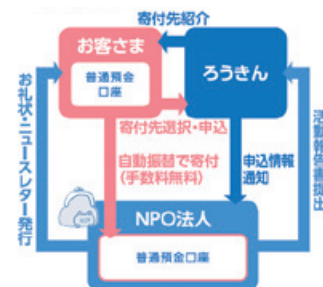 寄付先紹介
お客さま
普通預金
口座
ろうきん
寄付先選択・申込
自動振替で寄付
(手数料無料)
申込情報
通知
お礼状・ニュースレター発行
活動報告書提出
NPO法人
普通預金口座